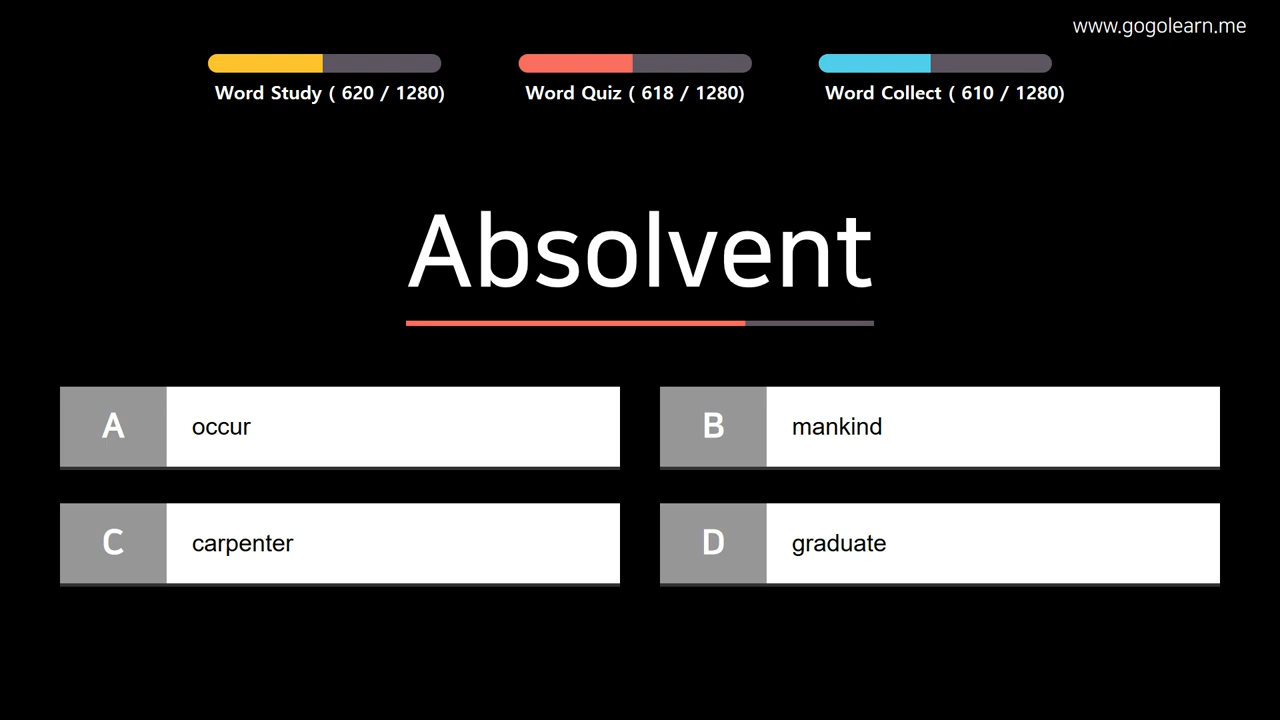 www.gogolearn.me
Word Study ( 620 / 1280)
Word Quiz ( 618 / 1280)
Word Collect ( 610 / 1280)
Absolvent
A occur
B mankind
C carpenter
D graduate